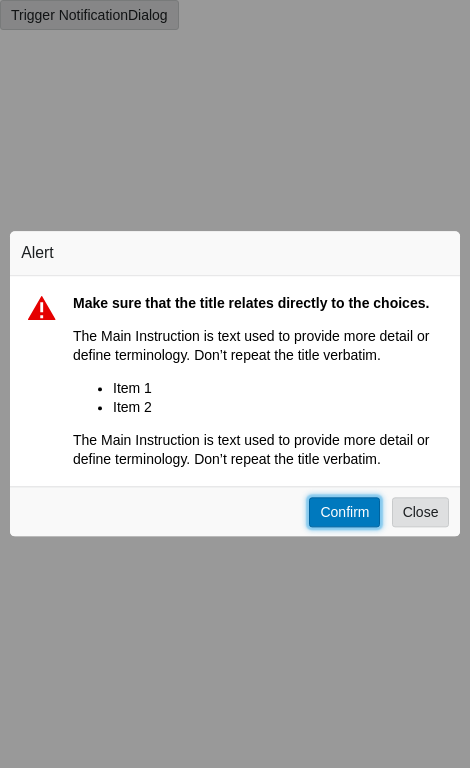 Trigger NotificationDialog
Alert
Make sure that the title relates directly to the choices.
The Main Instruction is text used to provide more detail or
define terminology. Don’t repeat the title verbatim.
• Item 1
• Item 2
The Main Instruction is text used to provide more detail or
define terminology. Don’t repeat the title verbatim.
Confirm Close